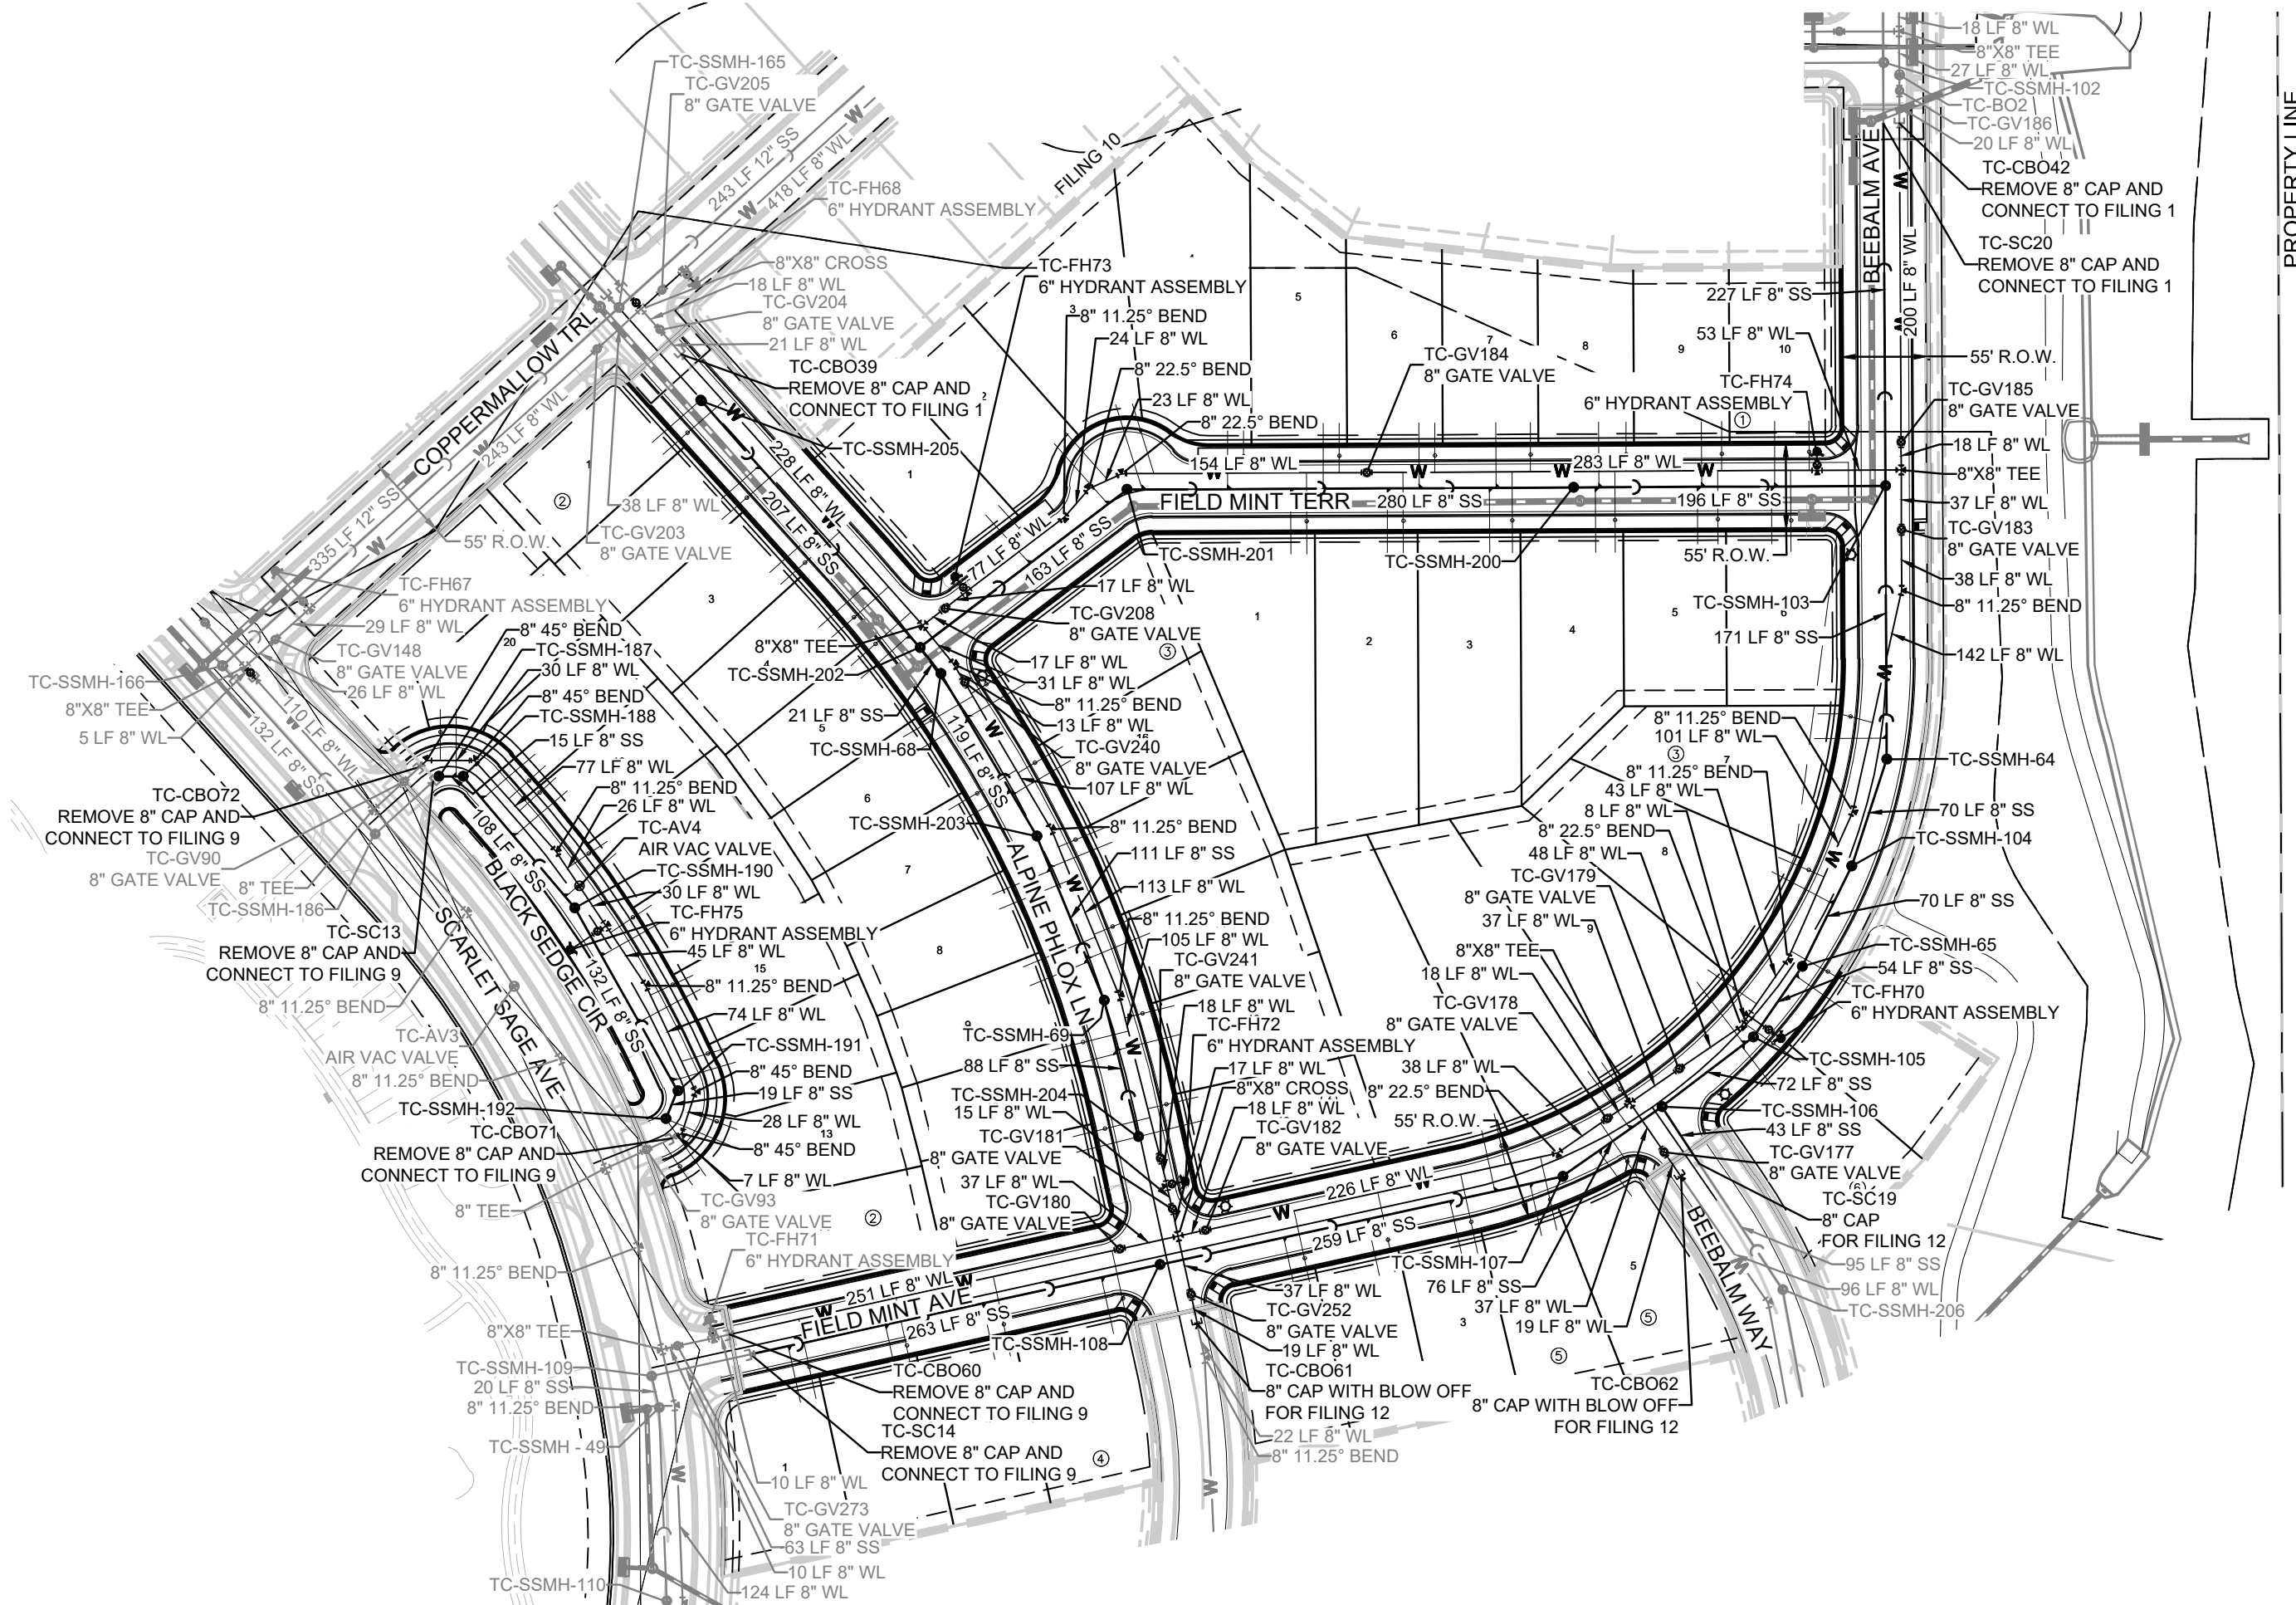 TC-SSMH-165
TC-GV205
8" GATE VALVE
243 LF 12" SS
418 LF 8" WL
W
W
TC-FH68
6" HYDRANT ASSEMBLY
FILING 10
8"X8" CROSS
18 LF 8" WL
TC-GV204
8" GATE VALVE
21 LF 8" WL
TC-CBO39
REMOVE 8" CAP AND
CONNECT TO FILING 1
TC-SSMH-205
TC-FH73
6" HYDRANT ASSEMBLY
8" 11.25° BEND
24 LF 8" WL
8" 22.5° BEND
23 LF 8" WL
8" 22.5° BEND
TC-GV184
8" GATE VALVE
227 LF 8" SS
53 LF 8" WL
TC-FH74
6" HYDRANT ASSEMBLY
18 LF 8" WL
8"X8" TEE
27 LF 8" WL
TC-SSMH-102
TC-BO2
TC-GV186
20 LF 8" WL
TC-CBO42
REMOVE 8" CAP AND
CONNECT TO FILING 1
TC-SC20
REMOVE 8" CAP AND
CONNECT TO FILING 1
PROPERTY LINE
BEEBALM AVE
200 LF 8" WL
55' R.O.W.
TC-GV185
8" GATE VALVE
18 LF 8" WL
8"X8" TEE
37 LF 8" WL
TC-GV183
8" GATE VALVE
38 LF 8" WL
8" 11.25° BEND
142 LF 8" WL
TC-SSMH-64
70 LF 8" SS
TC-SSMH-104
70 LF 8" SS
TC-SSMH-65
54 LF 8" SS
TC-FH70
6" HYDRANT ASSEMBLY
TC-SSMH-105
72 LF 8" SS
TC-SSMH-106
43 LF 8" SS
TC-GV177
8" GATE VALVE
TC-SC19
8" CAP
FOR FILING 12
95 LF 8" SS
96 LF 8" WL
TC-SSMH-206
COPPERMALLOW TRL
243 LF 8" WL
335 LF 12" SS
38 LF 8" WL
TC-GV203
8" GATE VALVE
55' R.O.W.
228 LF 8" WL
207 LF 8" SS
154 LF 8" WL
283 LF 8" WL
FIELD MINT TERR
280 LF 8" SS
196 LF 8" SS
77 LF 8" WL
163 LF 8" SS
TC-SSMH-201
TC-SSMH-200
55' R.O.W.
TC-SSMH-103
171 LF 8" SS
17 LF 8" WL
TC-GV208
8" GATE VALVE
8"X8" TEE
TC-SSMH-202
17 LF 8" WL
31 LF 8" WL
8" 11.25° BEND
13 LF 8" WL
TC-GV240
8" GATE VALVE
107 LF 8" WL
21 LF 8" SS
TC-SSMH-68
119 LF 8" SS
TC-SSMH-203
8" 11.25° BEND
111 LF 8" SS
113 LF 8" WL
ALPINE PHLOX LN
8" 11.25° BEND
105 LF 8" WL
TC-GV241
8" GATE VALVE
18 LF 8" WL
TC-FH72
6" HYDRANT ASSEMBLY
17 LF 8" WL
8"X8" CROSS
18 LF 8" WL
TC-GV182
8" GATE VALVE
TC-SSMH-69
88 LF 8" SS
TC-SSMH-204
15 LF 8" WL
TC-GV181
8" GATE VALVE
37 LF 8" WL
TC-GV180
8" GATE VALVE
TC-FH67
6" HYDRANT ASSEMBLY
29 LF 8" WL
TC-GV148
8" GATE VALVE
26 LF 8" WL
TC-SSMH-166
8"X8" TEE
5 LF 8" WL
110 LF 8" WL
132 LF 8" SS
8" 45° BEND
TC-SSMH-187
30 LF 8" WL
8" 45° BEND
TC-SSMH-188
15 LF 8" SS
77 LF 8" WL
8" 11.25° BEND
26 LF 8" WL
TC-AV4
AIR VAC VALVE
TC-SSMH-190
30 LF 8" WL
TC-FH75
6" HYDRANT ASSEMBLY
45 LF 8" WL
8" 11.25° BEND
74 LF 8" WL
TC-SSMH-191
8" 45° BEND
19 LF 8" SS
28 LF 8" WL
8" 45° BEND
7 LF 8" WL
TC-CBO72
REMOVE 8" CAP AND
CONNECT TO FILING 9
TC-GV90
8" GATE VALVE
8" TEE
TC-SSMH-186
TC-SC13
REMOVE 8" CAP AND
CONNECT TO FILING 9
8" 11.25° BEND
108 LF 8" SS
BLACK SEDGE CIR
132 LF 8" SS
SCARLET SAGE AVE
TC-AV3
AIR VAC VALVE
8" 11.25° BEND
TC-SSMH-192
TC-CBO71
REMOVE 8" CAP AND
CONNECT TO FILING 9
8" TEE
TC-GV93
8" GATE VALVE
TC-FH71
6" HYDRANT ASSEMBLY
8" 11.25° BEND
8"X8" TEE
TC-SSMH-109
20 LF 8" SS
8" 11.25° BEND
TC-SSMH - 49
TC-SSMH-110
251 LF 8" WL
FIELD MINT AVE
263 LF 8" SS
TC-SSMH-108
TC-CBO60
REMOVE 8" CAP AND
CONNECT TO FILING 9
TC-SC14
REMOVE 8" CAP AND
CONNECT TO FILING 9
10 LF 8" WL
TC-GV273
8" GATE VALVE
63 LF 8" SS
10 LF 8" WL
124 LF 8" WL
8" 11.25° BEND
101 LF 8" WL
8" 11.25° BEND
43 LF 8" WL
8 LF 8" WL
8" 22.5° BEND
48 LF 8" WL
TC-GV179
8" GATE VALVE
37 LF 8" WL
8"X8" TEE
18 LF 8" WL
TC-GV178
8" GATE VALVE
38 LF 8" WL
8" 22.5° BEND
55' R.O.W.
226 LF 8" WL
259 LF 8" SS
TC-SSMH-107
76 LF 8" SS
37 LF 8" WL
19 LF 8" WL
BEEBALM WAY
37 LF 8" WL
TC-GV252
8" GATE VALVE
19 LF 8" WL
TC-CBO61
8" CAP WITH BLOW OFF
FOR FILING 12
22 LF 8" WL
8" 11.25° BEND
TC-CBO62
8" CAP WITH BLOW OFF
FOR FILING 12